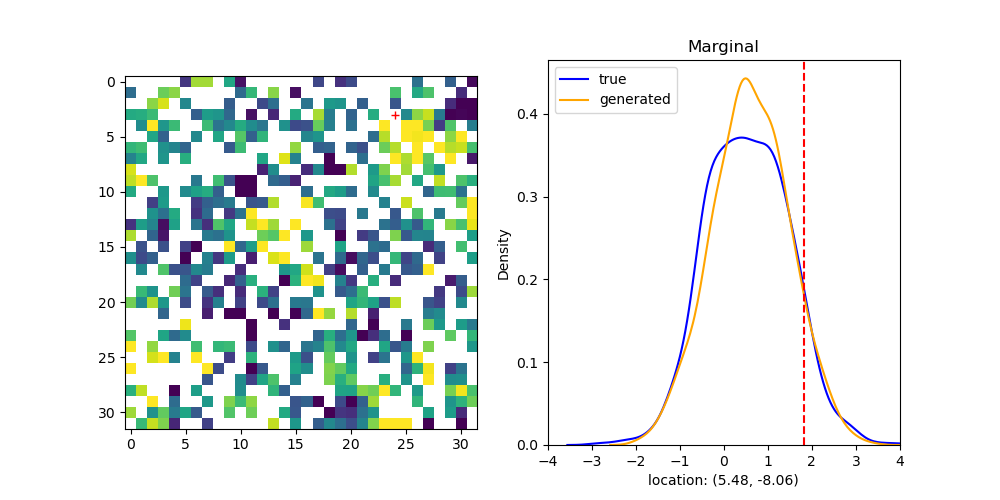 Marginal
true
generated
Density
0.0
0.1
0.2
0.3
0.4
−4 −3 −2 −1 0 1 2 3 4
location: (5.48, -8.06)
0
5
10
15
20
25
30
0 5 10 15 20 25 30